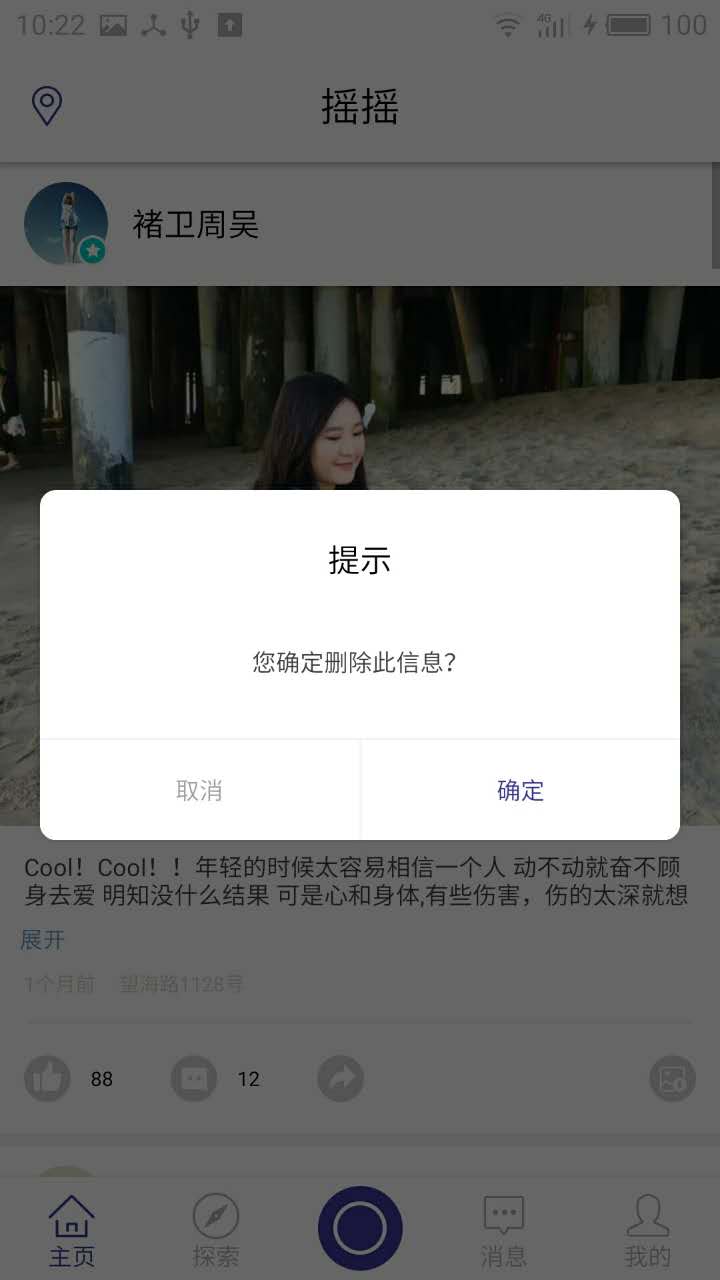 10:22 4G 100
摇摇
褚卫周吴
提示
您确定删除此信息?
取消 确定
Cool！Cool！！年轻的时候太容易相信一个人 动不动就奋不顾
身去爱 明知没什么结果 可是心和身体,有些伤害，伤的太深就想
展开
1个月前 望海路1128号
88 12
主页 探索 消息 我的